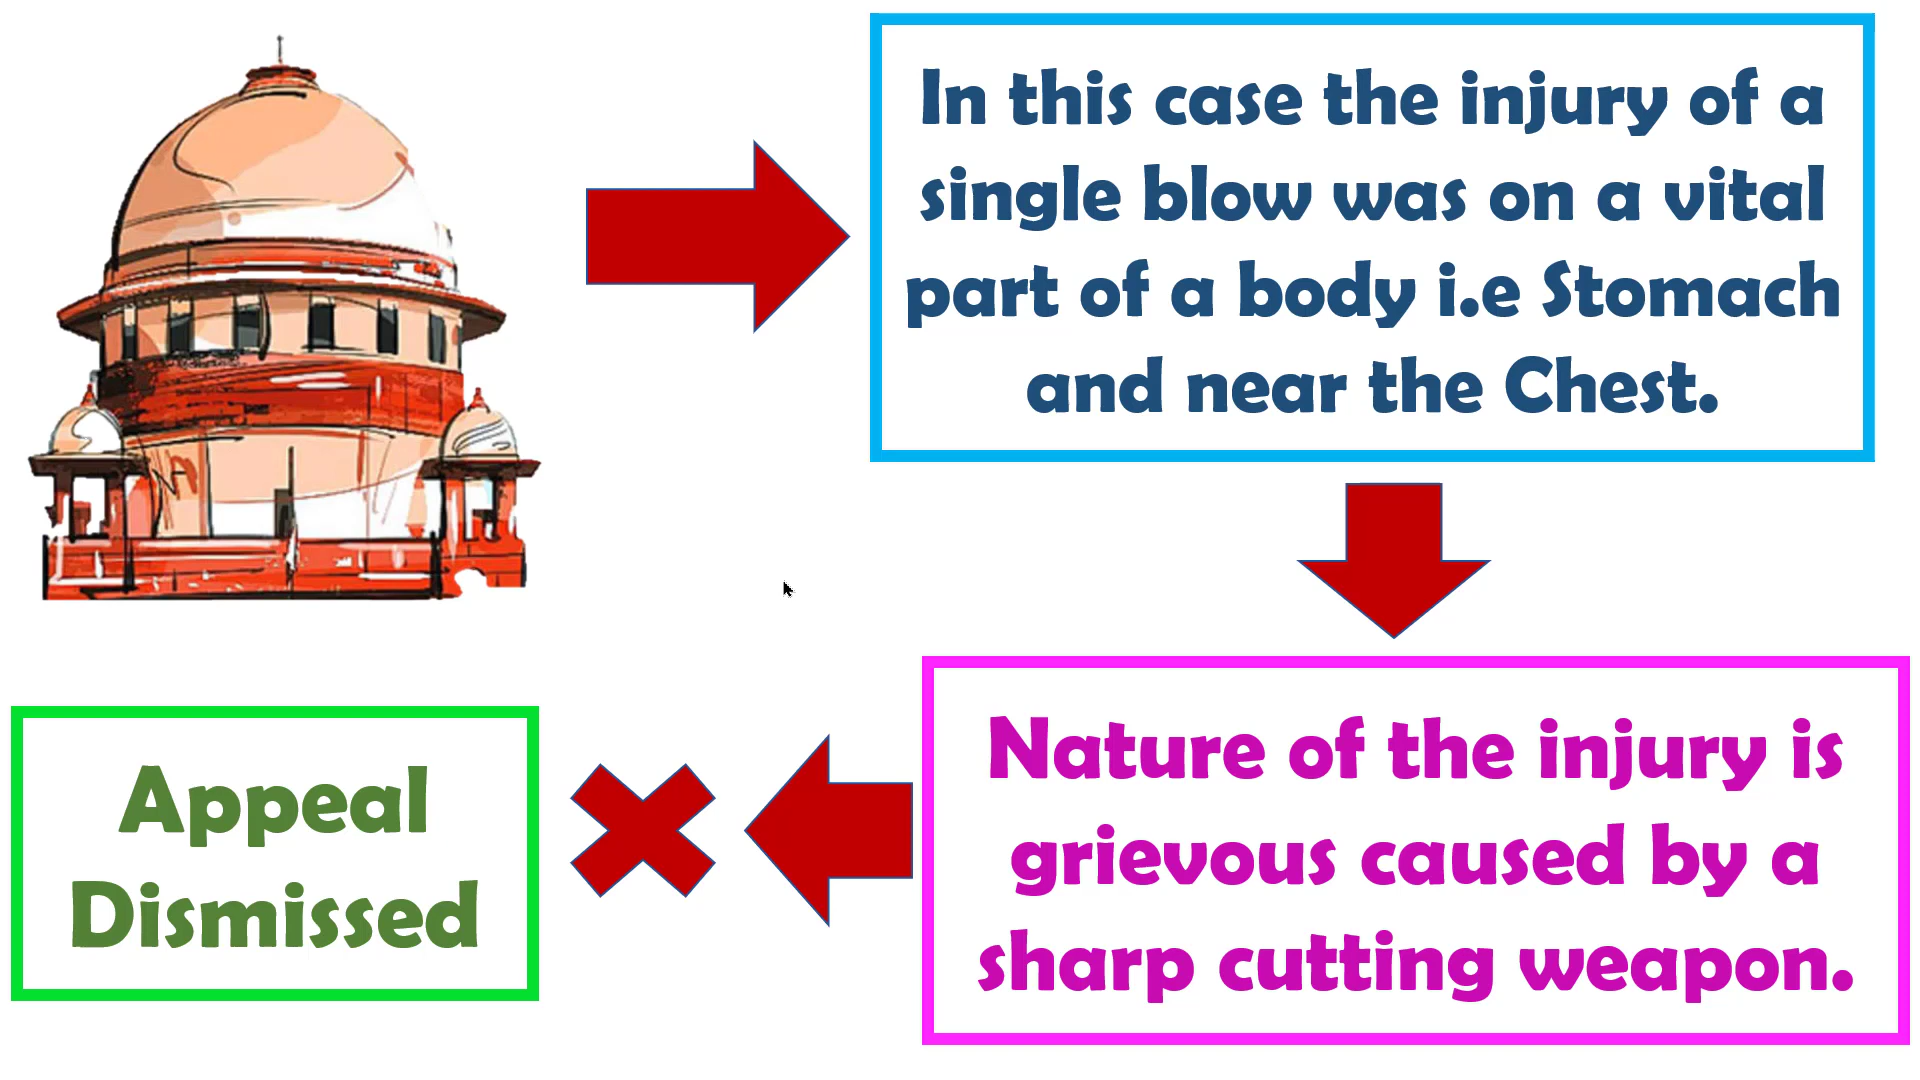 In this case the injury of a
single blow was on a vital
part of a body i.e Stomach
and near the Chest.
Nature of the injury is
grievous caused by a
sharp cutting weapon.
Appeal
Dismissed